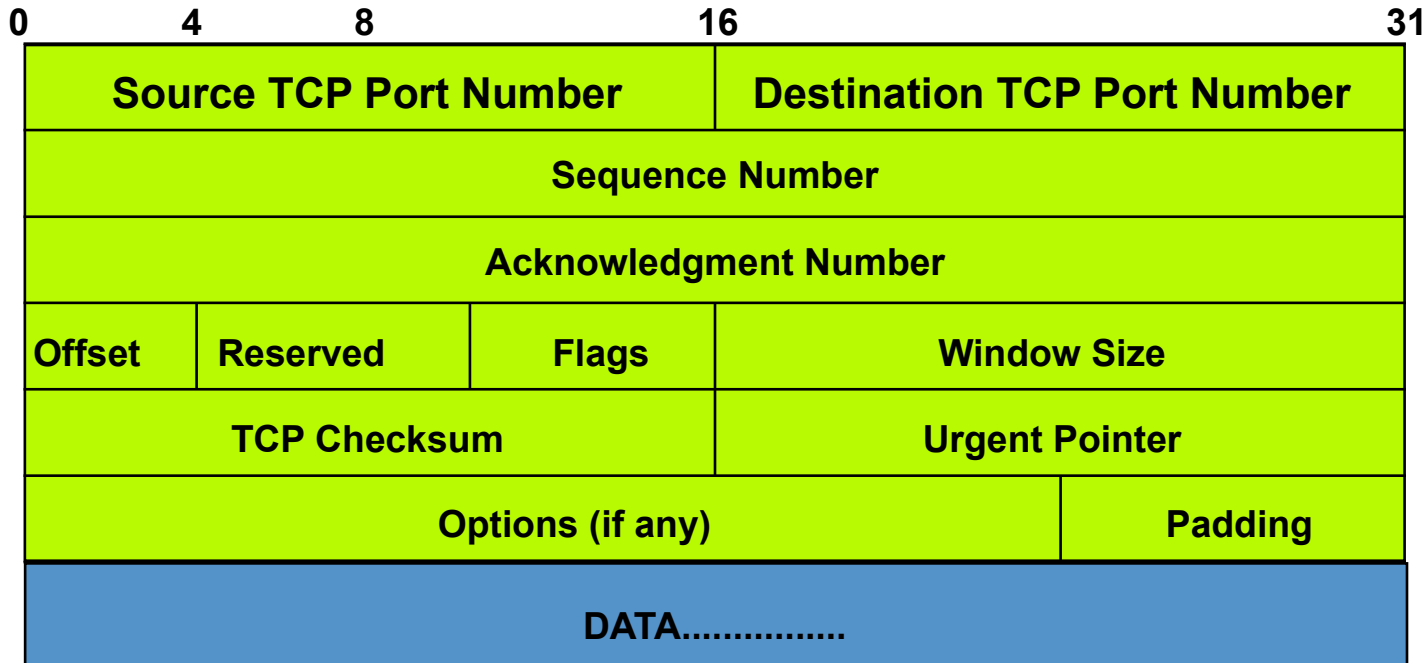 0 4 8 16 31
Source TCP Port Number Destination TCP Port Number
Sequence Number
Acknowledgment Number
Offset Reserved Flags Window Size
TCP Checksum Urgent Pointer
Options (if any) Padding
DATA................